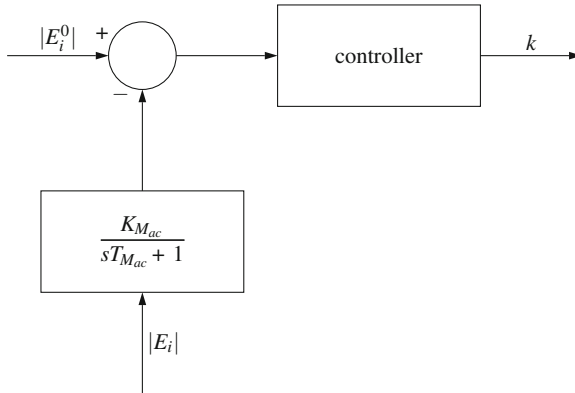 |E_i^0|
+
controller
k
−
K_{M_{ac}}
sT_{M_{ac}} + 1
|E_i|